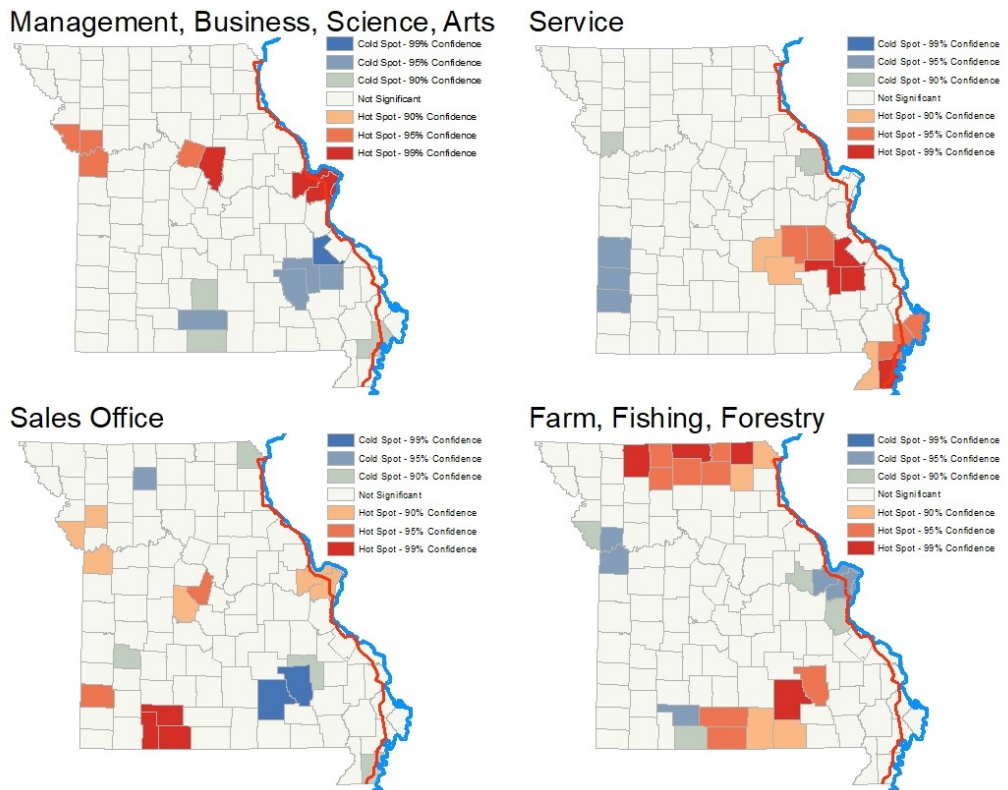 Management, Business, Science, Arts
Cold Spot - 99% Confidence
Cold Spot - 95% Confidence
Cold Spot - 90% Confidence
Not Significant
Hot Spot - 90% Confidence
Hot Spot - 95% Confidence
Hot Spot - 99% Confidence
Service
Cold Spot - 99% Confidence
Cold Spot - 95% Confidence
Cold Spot - 90% Confidence
Not Significant
Hot Spot - 90% Confidence
Hot Spot - 95% Confidence
Hot Spot - 99% Confidence
Sales Office
Cold Spot - 99% Confidence
Cold Spot - 95% Confidence
Cold Spot - 90% Confidence
Not Significant
Hot Spot - 90% Confidence
Hot Spot - 95% Confidence
Hot Spot - 99% Confidence
Farm, Fishing, Forestry
Cold Spot - 99% Confidence
Cold Spot - 95% Confidence
Cold Spot - 90% Confidence
Not Significant
Hot Spot - 90% Confidence
Hot Spot - 95% Confidence
Hot Spot - 99% Confidence